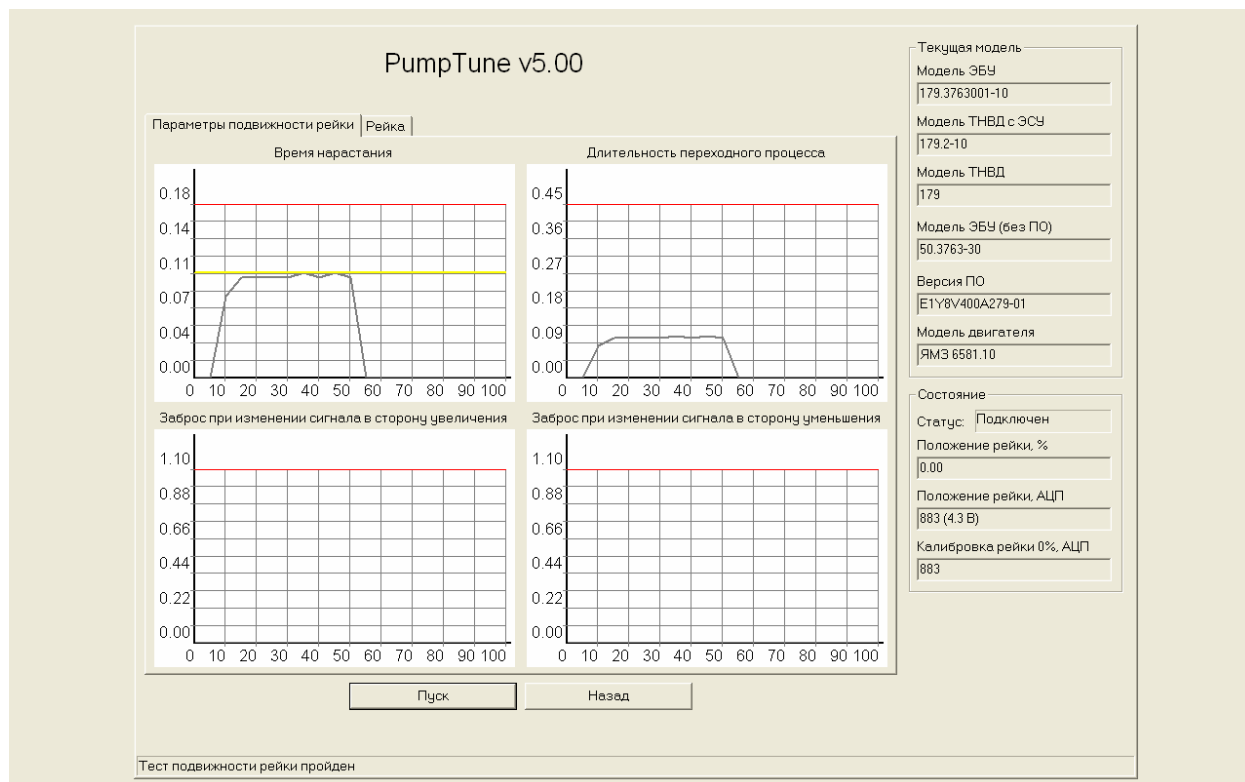 PumpTune v5.00
Параметры подвижности рейки
Рейка
Время нарастания
0.18
0.14
0.11
0.07
0.04
0.00
0 10 20 30 40 50 60 70 80 90 100
Длительность переходного процесса
0.45
0.36
0.27
0.18
0.09
0.00
0 10 20 30 40 50 60 70 80 90 100
Заброс при изменении сигнала в сторону увеличения
1.10
0.88
0.66
0.44
0.22
0.00
0 10 20 30 40 50 60 70 80 90 100
Заброс при изменении сигнала в сторону уменьшения
1.10
0.88
0.66
0.44
0.22
0.00
0 10 20 30 40 50 60 70 80 90 100
Пуск
Назад
Текущая модель
Модель ЭБУ
179.3763001-10
Модель ТНВД с ЭСУ
179.2-10
Модель ТНВД
179
Модель ЭБУ (без ПО)
50.3763-30
Версия ПО
E1Y8V400A279-01
Модель двигателя
ЯМЗ 6581.10
Состояние
Статус: Подключен
Положение рейки, %
0.00
Положение рейки, АЦП
883 (4.3 В)
Калибровка рейки 0%, АЦП
883
Тест подвижности рейки пройден